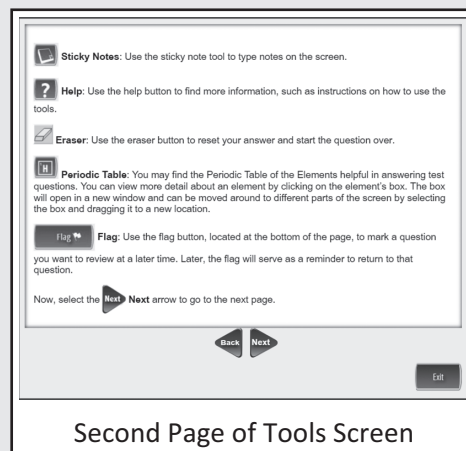 Sticky Notes: Use the sticky note tool to type notes on the screen.
? Help: Use the help button to find more information, such as instructions on how to use the
tools.
Eraser: Use the eraser button to reset your answer and start the question over.
H Periodic Table: You may find the Periodic Table of the Elements helpful in answering test
questions. You can view more detail about an element by clicking on the element's box. The box
will open in a new window and can be moved around to different parts of the screen by selecting
the box and dragging it to a new location.
Flag Flag: Use the flag button, located at the bottom of the page, to mark a question
you want to review at a later time. Later, the flag will serve as a reminder to return to that
question.
Now, select the Next Next arrow to go to the next page.
Back Next
Exit
Second Page of Tools Screen